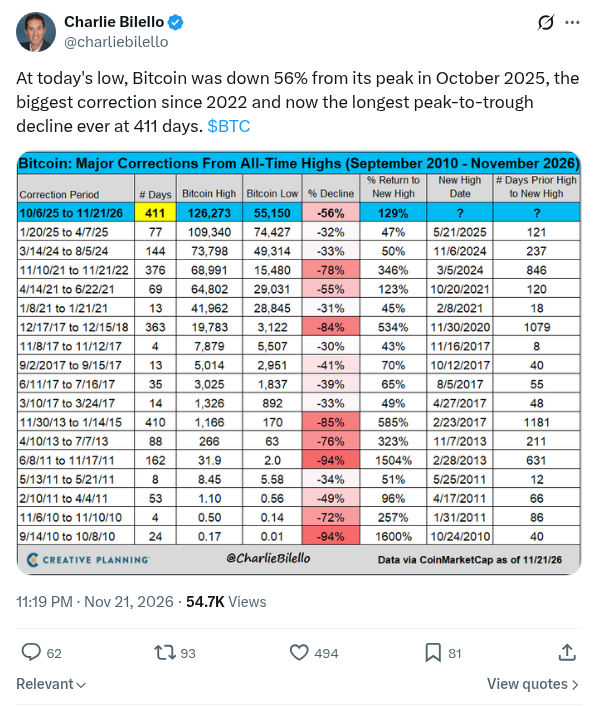 Charlie Bilello
@charliebilello
At today's low, Bitcoin was down 56% from its peak in October 2025, the
biggest correction since 2022 and now the longest peak-to-trough
decline ever at 411 days. $BTC
Bitcoin: Major Corrections From All-Time Highs (September 2010 - November 2026)
Correction Period # Days Bitcoin High Bitcoin Low % Decline % Return to New High New High Date # Days Prior High to New High
10/6/25 to 11/21/26 411 126,273 55,150 -56% 129% ? ?
1/20/25 to 4/7/25 77 109,340 74,427 -32% 47% 5/21/2025 121
3/14/24 to 8/5/24 144 73,798 49,314 -33% 50% 11/6/2024 237
11/10/21 to 11/21/22 376 68,991 15,480 -78% 346% 3/5/2024 846
4/14/21 to 6/22/21 69 64,802 29,031 -55% 123% 10/20/2021 120
1/8/21 to 1/21/21 13 41,962 28,845 -31% 45% 2/8/2021 18
12/17/17 to 12/15/18 363 19,783 3,122 -84% 534% 11/30/2020 1079
11/8/17 to 11/12/17 4 7,879 5,507 -30% 43% 11/16/2017 8
9/2/2017 to 9/15/17 13 5,014 2,951 -41% 70% 10/12/2017 40
6/11/17 to 7/16/17 35 3,025 1,837 -39% 65% 8/5/2017 55
3/10/17 to 3/24/17 14 1,326 892 -33% 49% 4/27/2017 48
11/30/13 to 1/14/15 410 1,166 170 -85% 585% 2/23/2017 1181
4/10/13 to 7/7/13 88 266 63 -76% 323% 11/7/2013 211
6/8/11 to 11/17/11 162 31.9 2.0 -94% 1504% 2/28/2013 631
5/13/11 to 5/21/11 8 8.45 5.58 -34% 51% 5/25/2011 12
2/10/11 to 4/4/11 53 1.10 0.56 -49% 96% 4/17/2011 66
11/6/10 to 11/10/10 4 0.50 0.14 -72% 257% 1/31/2011 86
9/14/10 to 10/8/10 24 0.17 0.01 -94% 1600% 10/24/2010 40
CREATIVE PLANNING @CharlieBilello Data via CoinMarketCap as of 11/21/26
11:19 PM · Nov 21, 2026 · 54.7K Views
62 93 494 81
Relevant View quotes